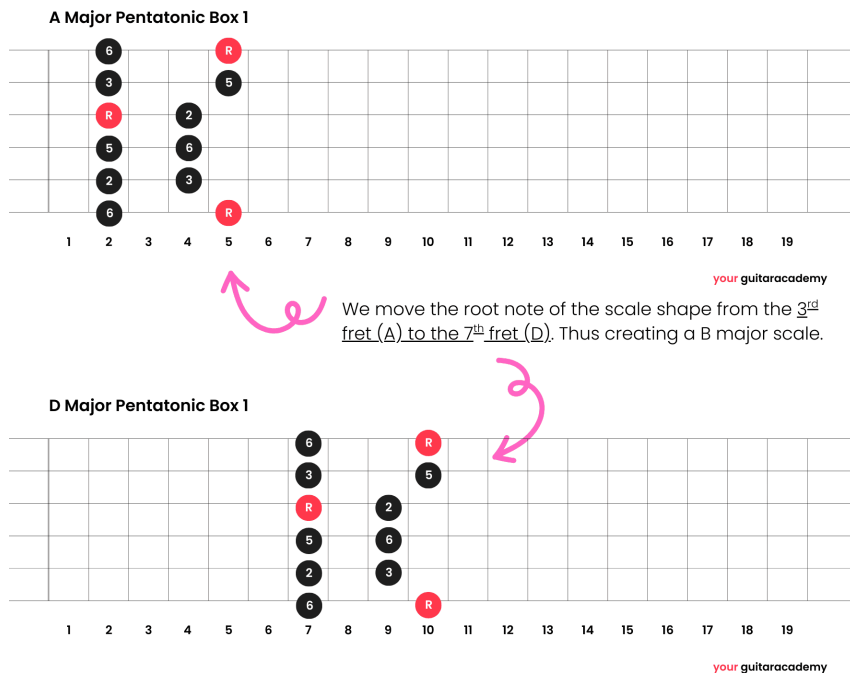 A Major Pentatonic Box 1
6 R
3 5
R 2
5 6
2 3
6 R
1 2 3 4 5 6 7 8 9 10 11 12 13 14 15 16 17 18 19
your guitaracademy
We move the root note of the scale shape from the 3rd
fret (A) to the 7th fret (D). Thus creating a B major scale.
D Major Pentatonic Box 1
6 R
3 5
R 2
5 6
2 3
6 R
1 2 3 4 5 6 7 8 9 10 11 12 13 14 15 16 17 18 19
your guitaracademy